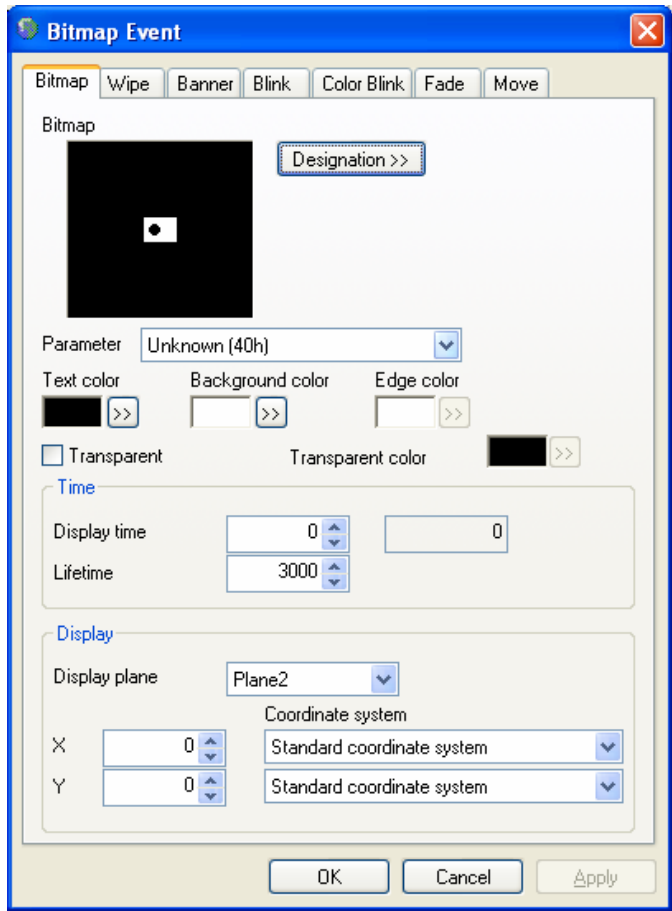 Bitmap Event
Bitmap Wipe Banner Blink Color Blink Fade Move
Bitmap
Designation >>
Parameter Unknown (40h)
Text color Background color Edge color
>> >> >>
Transparent Transparent color >>
Time
Display time 0 0
Lifetime 3000
Display
Display plane Plane2
Coordinate system
X 0 Standard coordinate system
Y 0 Standard coordinate system
OK Cancel Apply